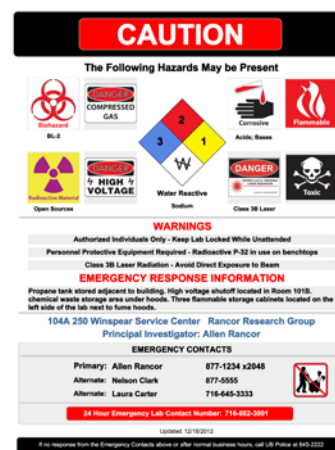 CAUTION
The Following Hazards May be Present
Biohazard
BL-2
DANGER
COMPRESSED
GAS
2
3
1
W
Water Reactive
Sodium
Corrosive
Acids; Bases
Flammable
Radioactive Material
Open Sources
DANGER
HIGH
VOLTAGE
DANGER
Class 3B Laser
Toxic
WARNINGS
Authorized Individuals Only - Keep Lab Locked While Unattended
Personnel Protective Equipment Required - Radioactive P-32 in use on benchtops
Class 3B Laser Radiation - Avoid Direct Exposure to Beam
EMERGENCY RESPONSE INFORMATION
Propane tank stored adjacent to building. High voltage shutoff located in Room 101B.
chemical waste storage area under hoods. Three flammable storage cabinets located on the
left side of the lab next to fume hoods.
104A 250 Winspear Service Center Rancor Research Group
Principal Investigator: Allen Rancor
EMERGENCY CONTACTS
Primary: Allen Rancor 877-1234 x2048
Alternate: Nelson Clark 877-5555
Alternate: Laura Carter 716-645-3333
24 Hour Emergency Lab Contact Number: 716-882-3001
Updated 12/18/2012
If no response from the Emergency Contacts above or after normal business hours, call UB Police at 645-2222